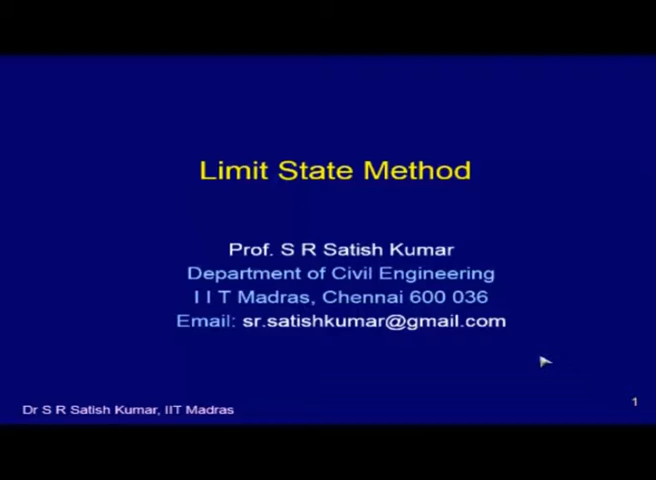 Limit State Method
Prof. S R Satish Kumar
Department of Civil Engineering
I I T Madras, Chennai 600 036
Email: sr.satishkumar@gmail.com
Dr S R Satish Kumar, IIT Madras
1